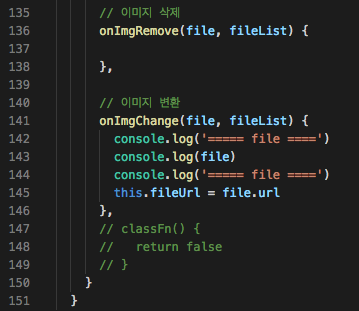 135 // 이미지 삭제
136 onImgRemove(file, fileList) {
137
138 },
139
140 // 이미지 변환
141 onImgChange(file, fileList) {
142 console.log('===== file ====')
143 console.log(file)
144 console.log('===== file ====')
145 this.fileUrl = file.url
146 },
147 // classFn() {
148 //   return false
149 // }
150 }
151 }